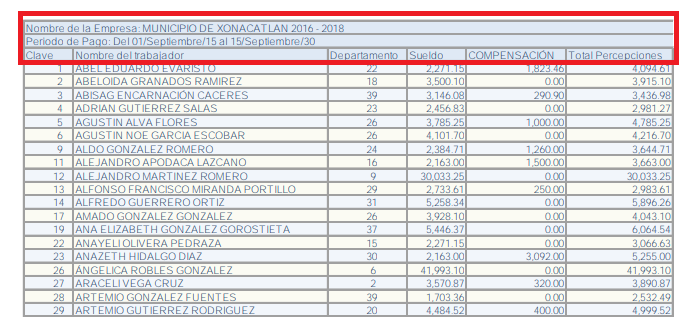 Nombre de la Empresa: MUNICIPIO DE XONACATLAN 2016 - 2018
Periodo de Pago: Del 01/Septiembre/15 al 15/Septiembre/30
Clave Nombre del trabajador Departamento Sueldo COMPENSACIÓN Total Percepciones
1 ABEL EDUARDO EVARISTO 22 2,271.15 1,823.46 4,094.61
2 ABELOIDA GRANADOS RAMIREZ 18 3,500.10 0.00 3,915.10
3 ABISAG ENCARNACIÓN CACERES 39 3,146.08 290.90 3,436.98
4 ADRIAN GUTIERREZ SALAS 23 2,456.83 0.00 2,981.27
5 AGUSTIN ALVA FLORES 26 3,785.25 1,000.00 4,785.25
6 AGUSTIN NOE GARCIA ESCOBAR 26 4,101.70 0.00 4,216.70
9 ALDO GONZALEZ ROMERO 24 2,384.71 1,260.00 3,644.71
11 ALEJANDRO APODACA LAZCANO 16 2,163.00 1,500.00 3,663.00
12 ALEJANDRO MARTINEZ ROMERO 9 30,033.25 0.00 30,033.25
13 ALFONSO FRANCISCO MIRANDA PORTILLO 29 2,733.61 250.00 2,983.61
14 ALFREDO GUERRERO ORTIZ 31 5,258.34 0.00 5,896.26
17 AMADO GONZALEZ GONZALEZ 26 3,928.10 0.00 4,043.10
19 ANA ELIZABETH GONZALEZ GOROSTIETA 37 5,446.37 0.00 6,064.54
22 ANAYELI OLIVERA PEDRAZA 15 2,271.15 0.00 3,066.63
23 ANAZETH HIDALGO DIAZ 30 2,163.00 3,092.00 5,255.00
26 ÁNGELICA ROBLES GONZALEZ 6 41,993.10 0.00 41,993.10
27 ARACELI VEGA CRUZ 2 3,570.87 320.00 3,890.87
28 ARTEMIO GONZALEZ FUENTES 39 1,703.36 0.00 2,532.49
29 ARTEMIO GUTIERREZ RODRIGUEZ 20 4,484.52 400.00 4,999.52